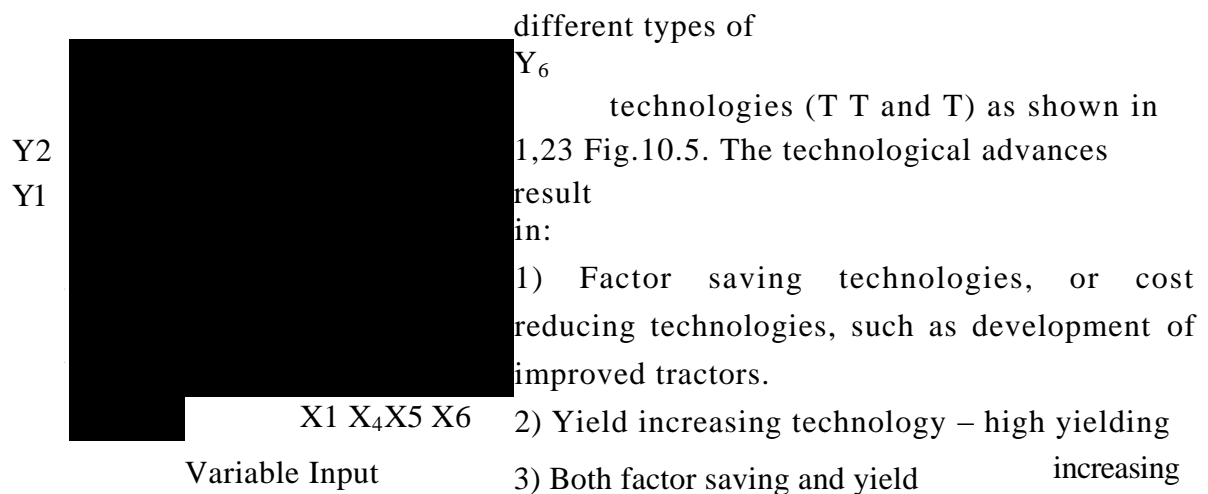 different types of
Y₆
technologies (T T and T) as shown in
Y2
1,23 Fig.10.5. The technological advances
Y1
result
in:
1) Factor saving technologies, or cost
reducing technologies, such as development of
improved tractors.
X1 X₄X5 X6
2) Yield increasing technology – high yielding
Variable Input
3) Both factor saving and yield increasing